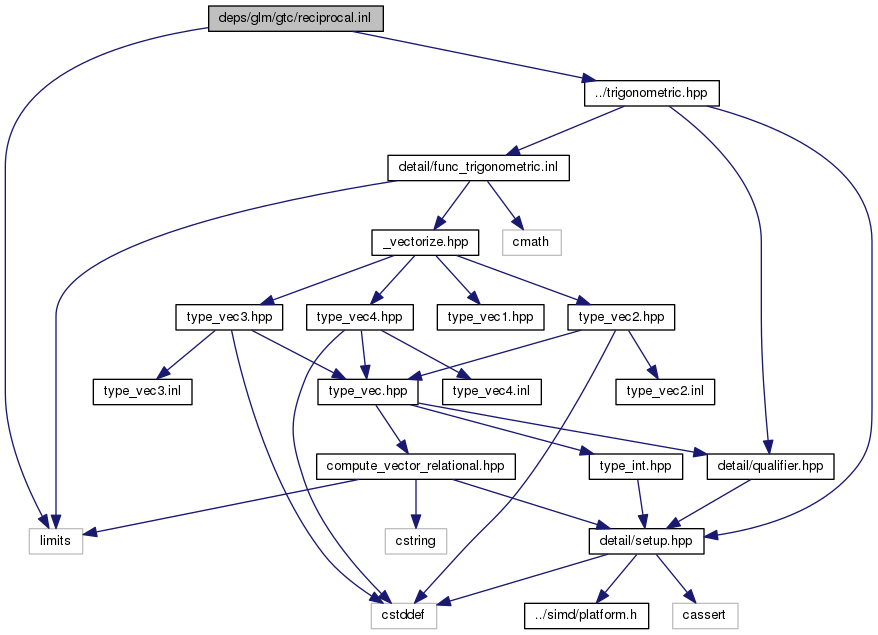 deps/glm/gtc/reciprocal.inl
../trigonometric.hpp
detail/func_trigonometric.inl
_vectorize.hpp
cmath
type_vec3.hpp
type_vec4.hpp
type_vec1.hpp
type_vec2.hpp
type_vec3.inl
type_vec.hpp
type_vec4.inl
type_vec2.inl
compute_vector_relational.hpp
type_int.hpp
detail/qualifier.hpp
limits
cstring
detail/setup.hpp
cstddef
../simd/platform.h
cassert